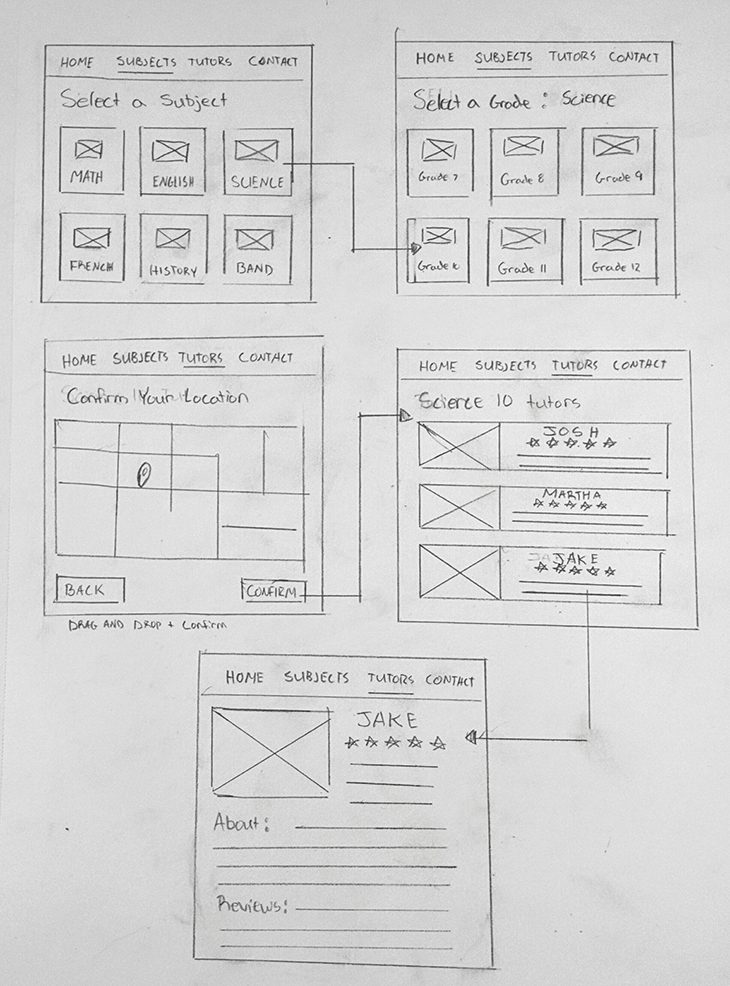 HOME SUBJECTS TUTORS CONTACT
Select a Subject
MATH ENGLISH SCIENCE
FRENCH HISTORY BAND
HOME SUBJECTS TUTORS CONTACT
Select a Grade : Science
Grade 7 Grade 8 Grade 9
Grade 10 Grade 11 Grade 12
HOME SUBJECTS TUTORS CONTACT
Confirm Your Location
BACK CONFIRM
DRAG AND DROP + Confirm
HOME SUBJECTS TUTORS CONTACT
Science 10 tutors
JOSH
MARTHA
JAKE
HOME SUBJECTS TUTORS CONTACT
JAKE
About:
Reviews: